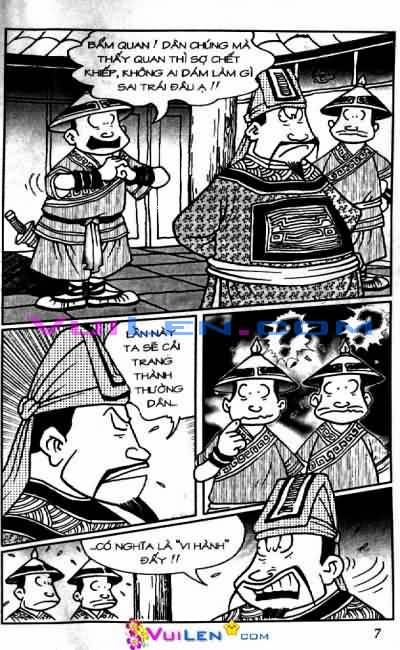 BẨM QUAN! DÂN CHÚNG MÀ
THẤY QUAN THÌ SỢ CHẾT
KHIẾP, KHÔNG AI DÁM LÀM GÌ
SAI TRÁI ĐÂU Ạ!!
VUILEN.COM
LẦN NÀY
TA SẼ CẢI
TRANG
THÀNH
THƯỜNG
DÂN...
...CÓ NGHĨA LÀ "VI HÀNH"
ĐẤY!!
7
VUILEN.COM